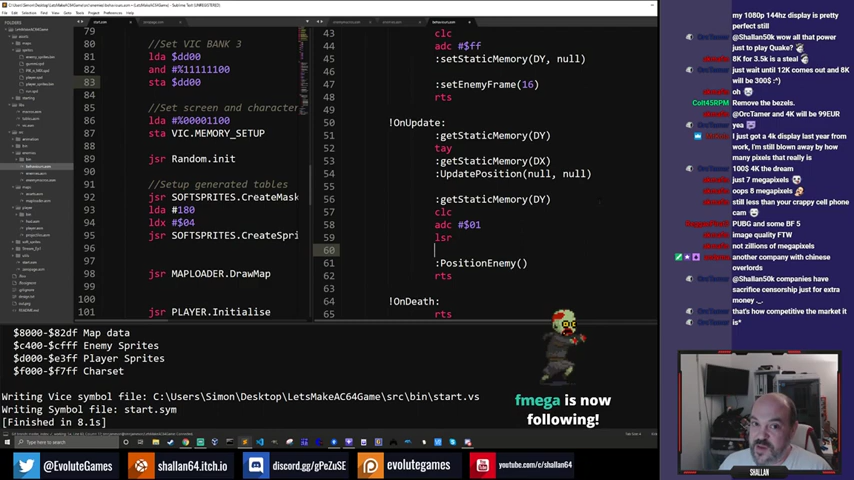 79
80 //Set VIC BANK 3
81 lda $dd00
82 and #%11111100
83 sta $dd00
84
85 //Set screen and character
86 lda #%00001100
87 sta VIC.MEMORY_SETUP
88
89 jsr Random.init
90
91 //Setup generated tables
92 jsr SOFTSPRITES.CreateMask
93 lda #180
94 ldx #$04
95 jsr SOFTSPRITES.CreateSpri
96
97
98 jsr MAPLOADER.DrawMap
99
100
101 jsr PLAYER.Initialise
43 clc
44 adc #$ff
45 :setStaticMemory(DY, null)
46
47 :setEnemyFrame(16)
48 rts
49
50 !OnUpdate:
51 :getStaticMemory(DY)
52 tay
53 :getStaticMemory(DX)
54 :UpdatePosition(null, null)
55
56 :getStaticMemory(DY)
57 clc
58 adc #$01
59 lsr
60
61 :PositionEnemy()
62 rts
63
64 !OnDeath:
65 rts
$8000-$82df Map data
$c400-$cfff Enemy Sprites
$d000-$e3ff Player Sprites
$f000-$f7ff Charset
Writing Vice symbol file: C:\Users\Simon\Desktop\LetsMakeAC64Game\src\bin\start.vs
Writing Symbol file: start.sym
[Finished in 8.1s]
fmega is now
following!
my 1080p 144hz display is pretty
perfect still
@Shallan50k wow all that power
just to play Quake?
8K for 3.5k is a steal
just wait until 12K comes out and 8K
will be 300$ :^)
oh
Colt45RPM Remove the bezels.
@OrcTamer and 4K will be 99EUR
yea
I just got a 4k display last year from
work, I'm still blown away by how
many pixels that really is
100$ 4K the dream
just 7 megapixels
oops 8 megapixels
still less than your crappy cell phone
cam
PUBG and some BF 5
image quality FTW
not zillions of megapixels
another company with chinese
overlords
@Shallan50k companies have
sacrifice censorship just for extra
money
that's how competitive the market it
is*
SHALLAN
@EvoluteGames
shallan64.itch.io
discord.gg/gPeZuSE
evolutegames
youtube.com/c/shallan64